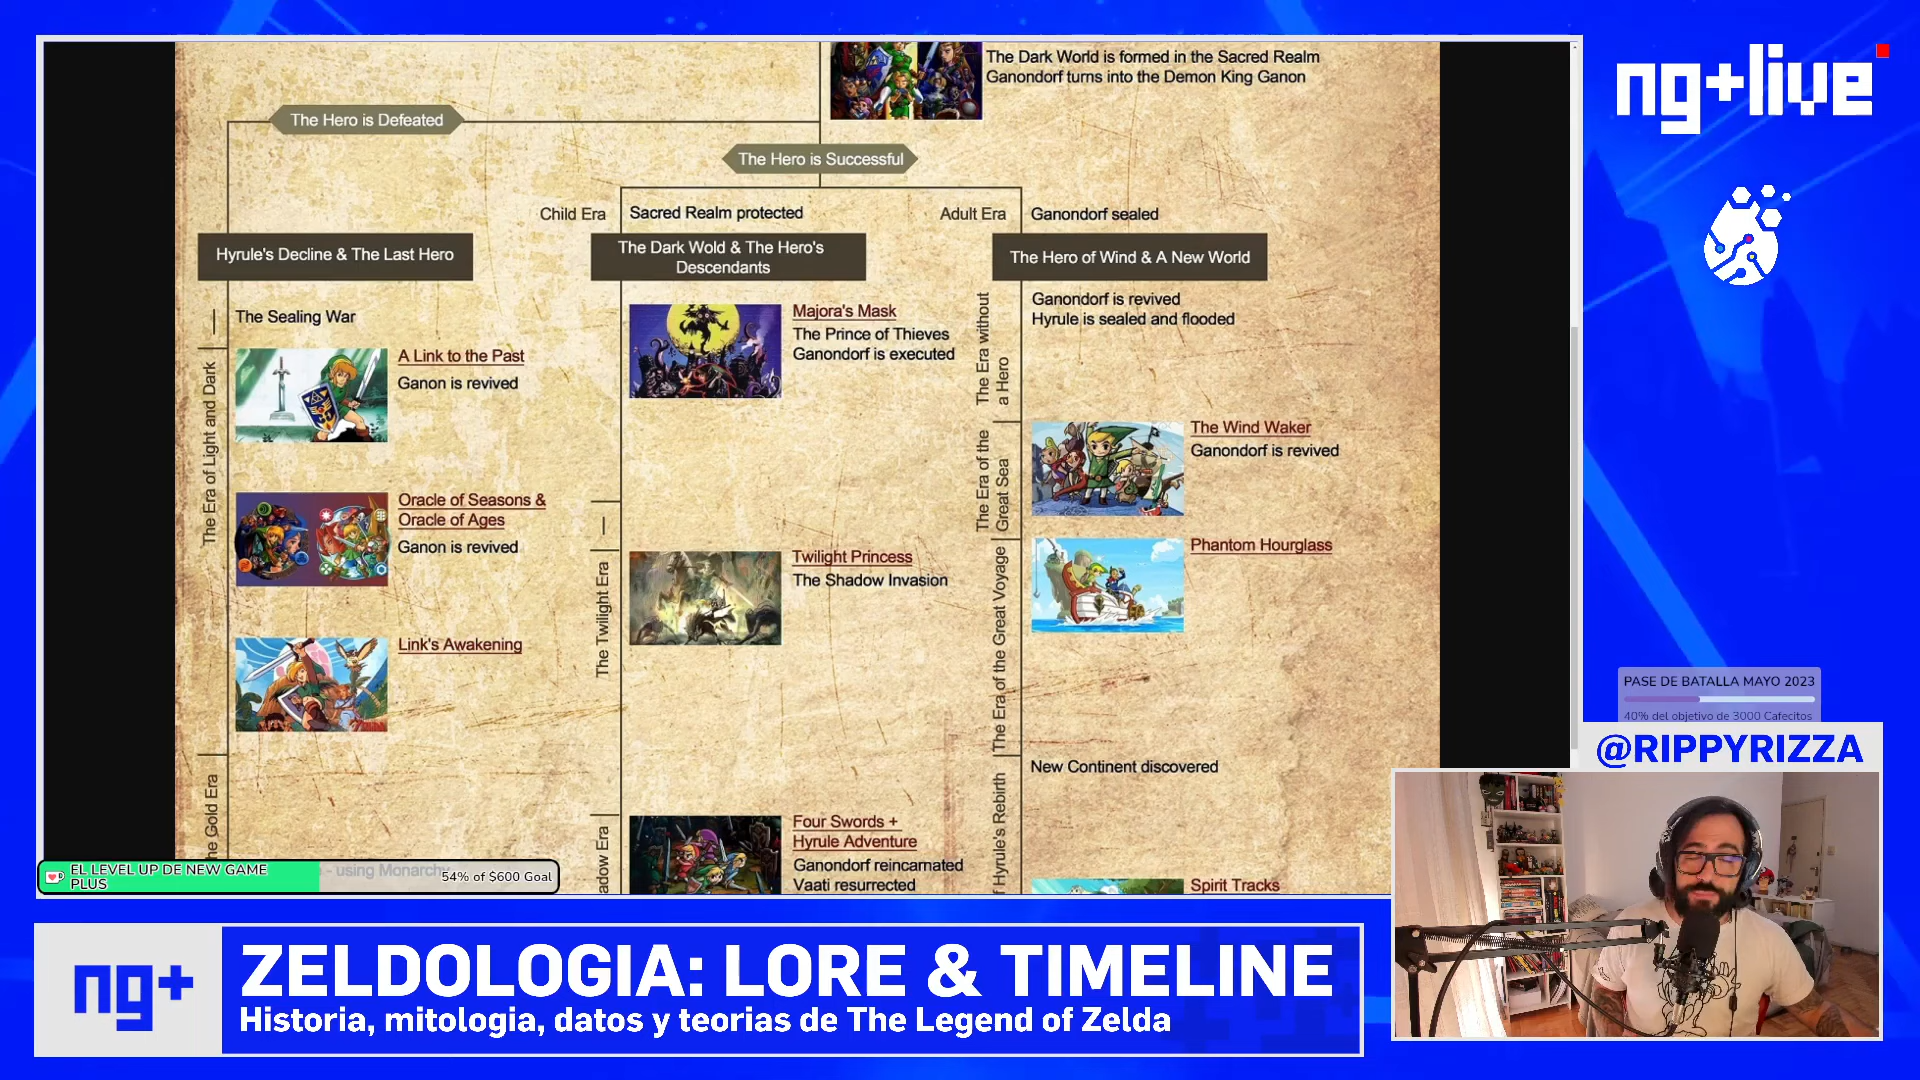 The Dark World is formed in the Sacred Realm
Ganondorf turns into the Demon King Ganon
The Hero is Defeated
The Hero is Successful
Child Era
Sacred Realm protected
Adult Era
Ganondorf sealed
Hyrule's Decline & The Last Hero
The Dark Wold & The Hero's
Descendants
The Hero of Wind & A New World
The Sealing War
The Era of Light and Dark
A Link to the Past
Ganon is revived
Oracle of Seasons &
Oracle of Ages
Ganon is revived
Link's Awakening
he Gold Era
Majora's Mask
The Prince of Thieves
Ganondorf is executed
The Twilight Era
Twilight Princess
The Shadow Invasion
adow Era
Four Swords +
Hyrule Adventure
Ganondorf reincarnated
Vaati resurrected
The Era without
a Hero
Ganondorf is revived
Hyrule is sealed and flooded
The Era of the
Great Sea
The Wind Waker
Ganondorf is revived
The Era of the Great Voyage
Phantom Hourglass
New Continent discovered
f Hyrule's Rebirth
Spirit Tracks
EL LEVEL UP DE NEW GAME
PLUS
- using Monarchy
54% of $600 Goal
ng+live
PASE DE BATALLA MAYO 2023
40% del objetivo de 3000 Cafecitos
@RIPPYRIZZA
ng+
ZELDOLOGIA: LORE & TIMELINE
Historia, mitologia, datos y teorias de The Legend of Zelda